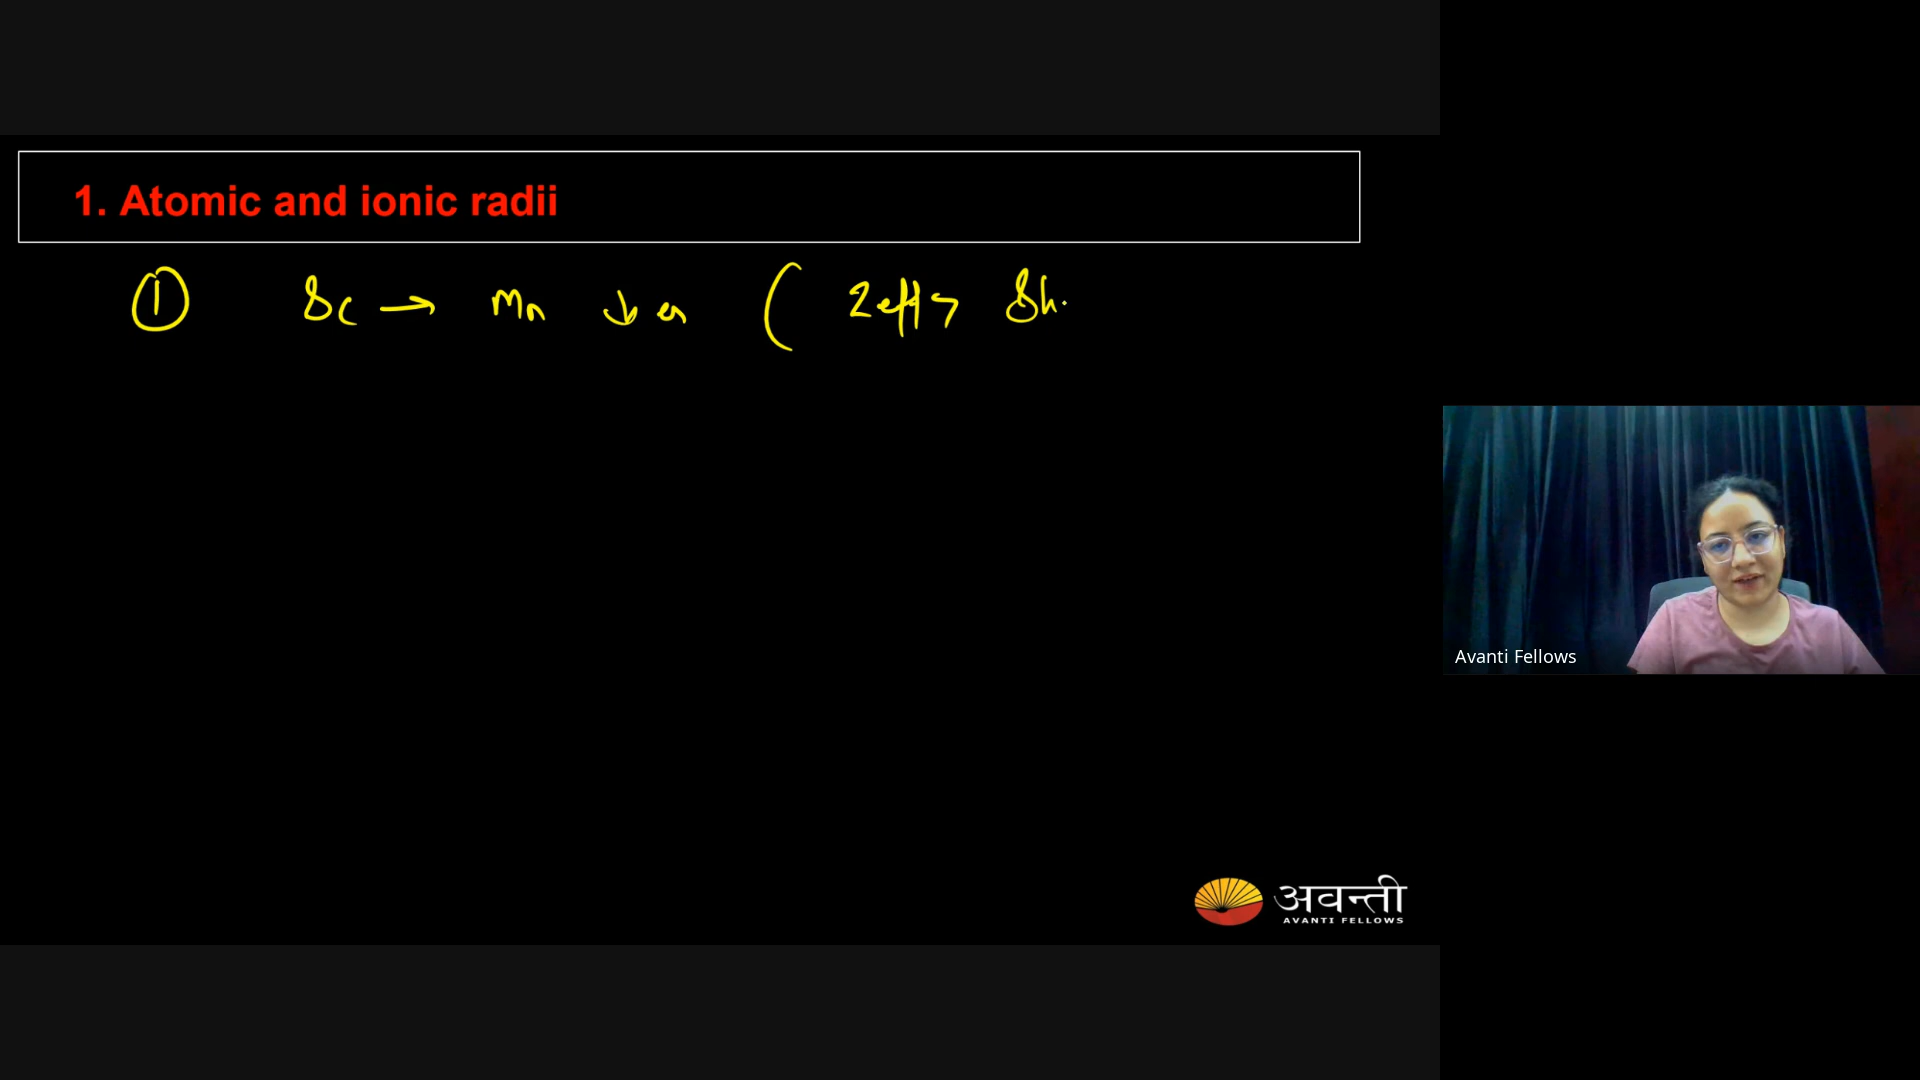 1. Atomic and ionic radii
① Sc → Mn ↓es ( Zeff > Sh.
Avanti Fellows
अवन्ती
AVANTI FELLOWS